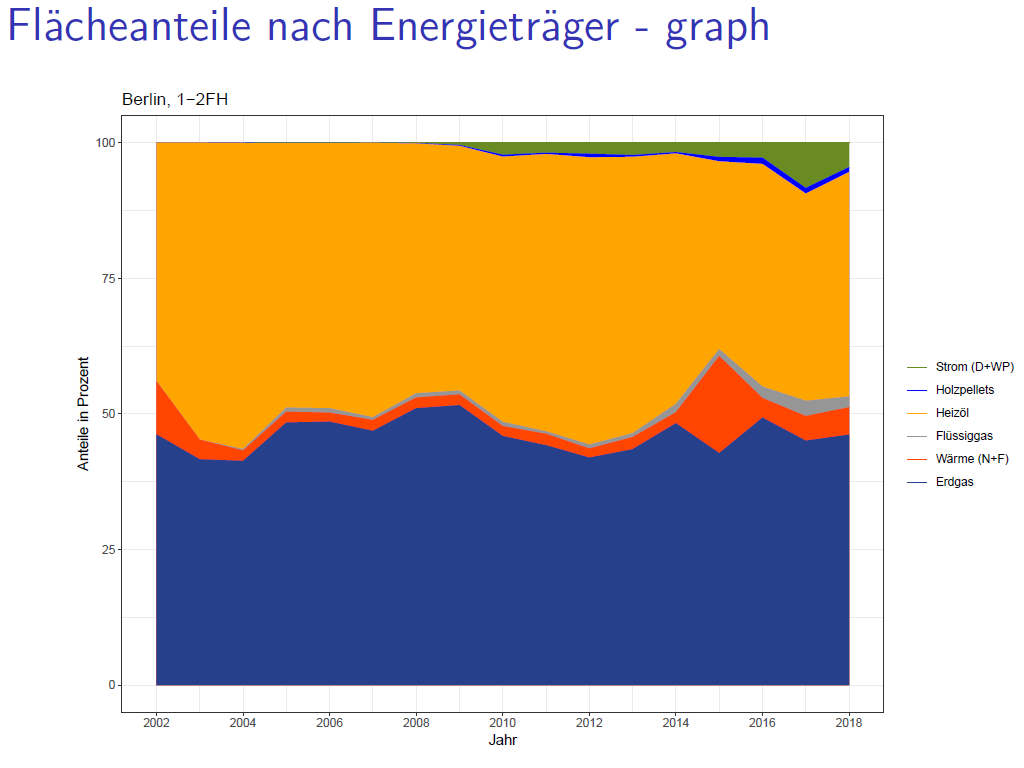 Flächeanteile nach Energieträger - graph
Berlin, 1−2FH
100
75
50
25
0
Anteile in Prozent
2002 2004 2006 2008 2010 2012 2014 2016 2018
Jahr
Strom (D+WP)
Holzpellets
Heizöl
Flüssiggas
Wärme (N+F)
Erdgas